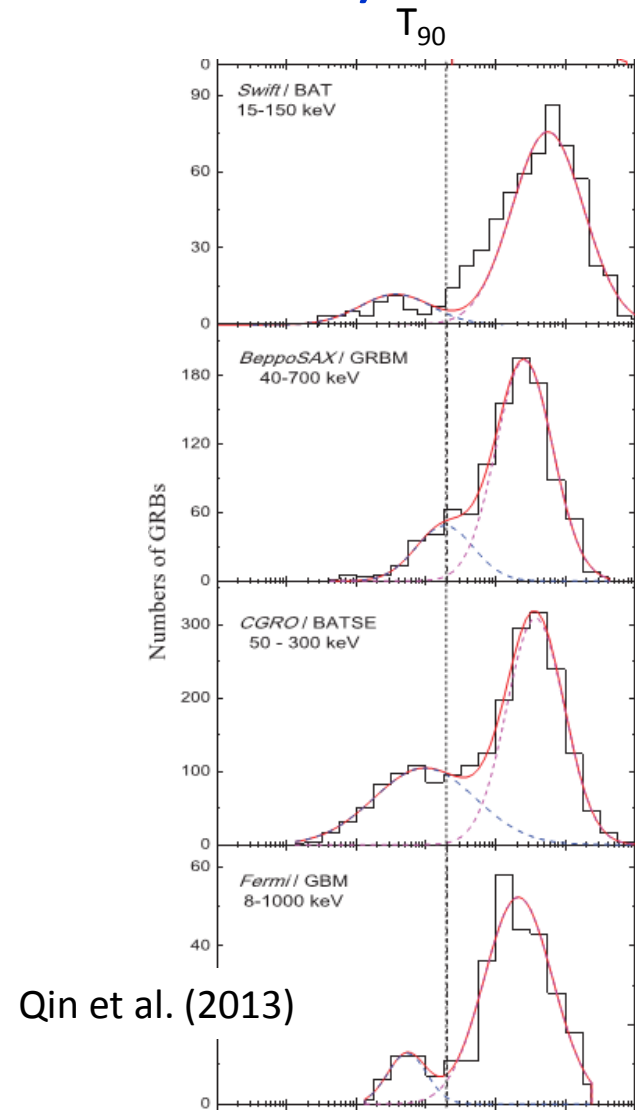 T90
0
90
60
30
0
Swift / BAT
15-150 keV
180
120
60
0
BeppoSAX / GRBM
40-700 keV
Numbers of GRBs
300
200
100
0
CGRO / BATSE
50 - 300 keV
60
40
0
Fermi / GBM
8-1000 keV
Qin et al. (2013)